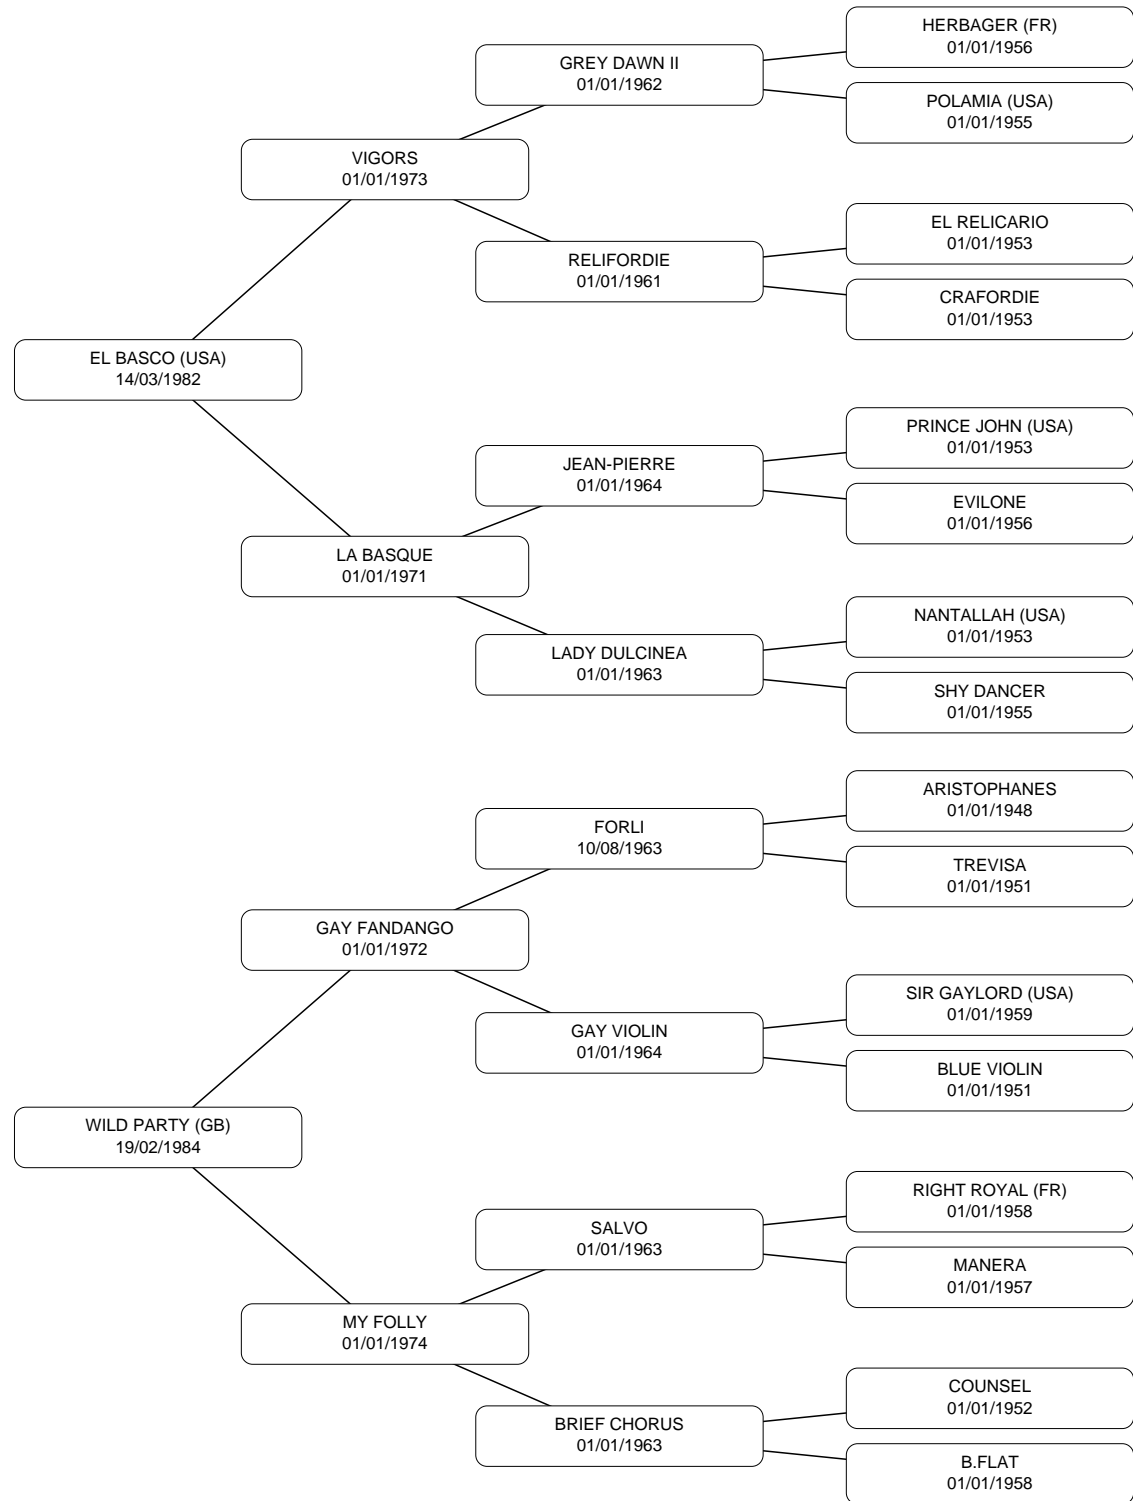 HERBAGER (FR)
01/01/1956
GREY DAWN II
01/01/1962
POLAMIA (USA)
01/01/1955
VIGORS
01/01/1973
EL RELICARIO
01/01/1953
RELIFORDIE
01/01/1961
CRAFORDIE
01/01/1953
EL BASCO (USA)
14/03/1982
PRINCE JOHN (USA)
01/01/1953
JEAN-PIERRE
01/01/1964
EVILONE
01/01/1956
LA BASQUE
01/01/1971
NANTALLAH (USA)
01/01/1953
LADY DULCINEA
01/01/1963
SHY DANCER
01/01/1955
ARISTOPHANES
01/01/1948
FORLI
10/08/1963
TREVISA
01/01/1951
GAY FANDANGO
01/01/1972
SIR GAYLORD (USA)
01/01/1959
GAY VIOLIN
01/01/1964
BLUE VIOLIN
01/01/1951
WILD PARTY (GB)
19/02/1984
RIGHT ROYAL (FR)
01/01/1958
SALVO
01/01/1963
MANERA
01/01/1957
MY FOLLY
01/01/1974
COUNSEL
01/01/1952
BRIEF CHORUS
01/01/1963
B.FLAT
01/01/1958